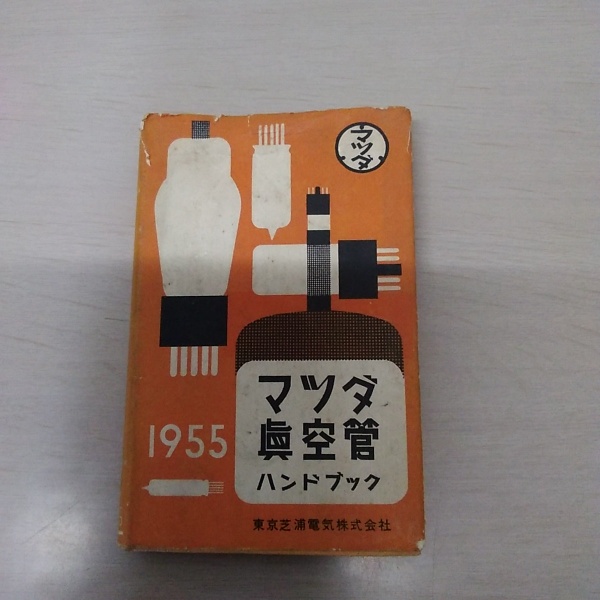 マツダ
マツダ
眞空管
1955
ハンドブック
東京芝浦電気株式会社